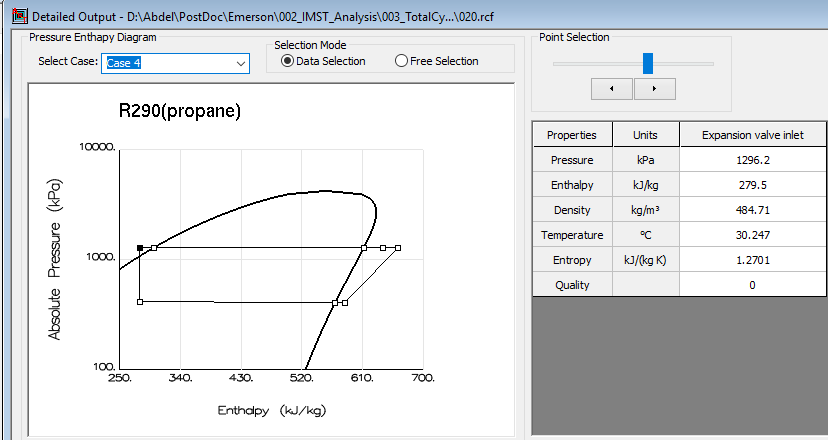 Detailed Output - D:\Abdel\PostDoc\Emerson\002_IMST_Analysis\003_TotalCy...\020.rcf
Pressure Enthapy Diagram
Select Case: Case 4
Selection Mode
Data Selection Free Selection
R290(propane)
10000.
1000.
100.
250. 340. 430. 520. 610. 700.
Absolute Pressure (kPa)
Enthalpy (kJ/kg)
Point Selection
Properties Units Expansion valve inlet
Pressure kPa 1296.2
Enthalpy kJ/kg 279.5
Density kg/m³ 484.71
Temperature ºC 30.247
Entropy kJ/(kg K) 1.2701
Quality 0